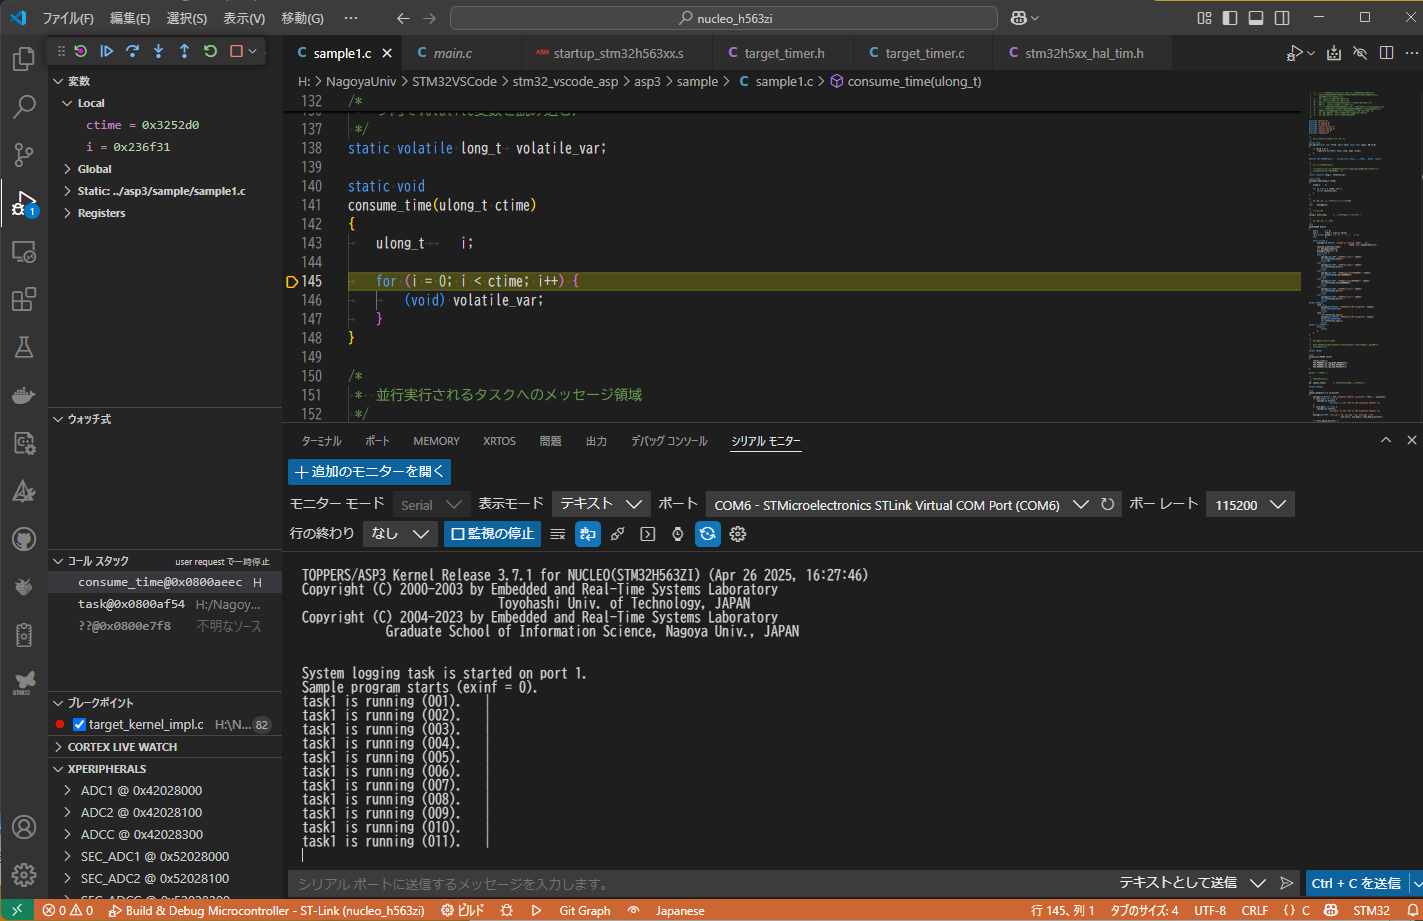 ファイル(F) 編集(E) 選択(S) 表示(V) 移動(G) … nucleo_h563zi
sample1.c main.c ASM startup_stm32h563xx.s target_timer.h target_timer.c stm32h5xx_hal_tim.h
H: > NagoyaUniv > STM32VSCode > stm32_vscode_asp > asp3 > sample > C sample1.c > consume_time(ulong_t)
変数
Local
ctime = 0x3252d0
i = 0x236f31
Global
Static: ../asp3/sample/sample1.c
Registers
132 /*
137 */
138 static volatile long_t volatile_var;
139
140 static void
141 consume_time(ulong_t ctime)
142 {
143 ulong_t i;
144
145 for (i = 0; i < ctime; i++) {
146 (void) volatile_var;
147 }
148 }
149
150 /*
151 * 並行実行されるタスクへのメッセージ領域
152 */
ウォッチ式
コール スタック user request で一時停止
consume_time@0x0800aeec H
task@0x0800af54 H:/Nagoy...
??@0x0800e7f8 不明なソース
ブレークポイント
target_kernel_impl.c H:\N... 82
CORTEX LIVE WATCH
XPERIPHERALS
ADC1 @ 0x42028000
ADC2 @ 0x42028100
ADCC @ 0x42028300
SEC_ADC1 @ 0x52028000
SEC_ADC2 @ 0x52028100
SEC_ADCC @ 0x52028300
ターミナル ポート MEMORY XRTOS 問題 出力 デバッグ コンソール シリアル モニター
追加のモニターを開く
モニター モード Serial 表示モード テキスト ポート COM6 - STMicroelectronics STLink Virtual COM Port (COM6) ボー レート 115200
行の終わり なし 監視の停止
TOPPERS/ASP3 Kernel Release 3.7.1 for NUCLEO(STM32H563ZI) (Apr 26 2025, 16:27:46)
Copyright (C) 2000-2003 by Embedded and Real-Time Systems Laboratory
Toyohashi Univ. of Technology, JAPAN
Copyright (C) 2004-2023 by Embedded and Real-Time Systems Laboratory
Graduate School of Information Science, Nagoya Univ., JAPAN
System logging task is started on port 1.
Sample program starts (exinf = 0).
task1 is running (001). |
task1 is running (002). |
task1 is running (003). |
task1 is running (004). |
task1 is running (005). |
task1 is running (006). |
task1 is running (007). |
task1 is running (008). |
task1 is running (009). |
task1 is running (010). |
task1 is running (011). |
シリアル ポートに送信するメッセージを入力します。 テキストとして送信 Ctrl + C を送信
0 0 Build & Debug Microcontroller - ST-Link (nucleo_h563zi) ビルド Git Graph Japanese 行 145、列 1 タブのサイズ: 4 UTF-8 CRLF {} C STM32